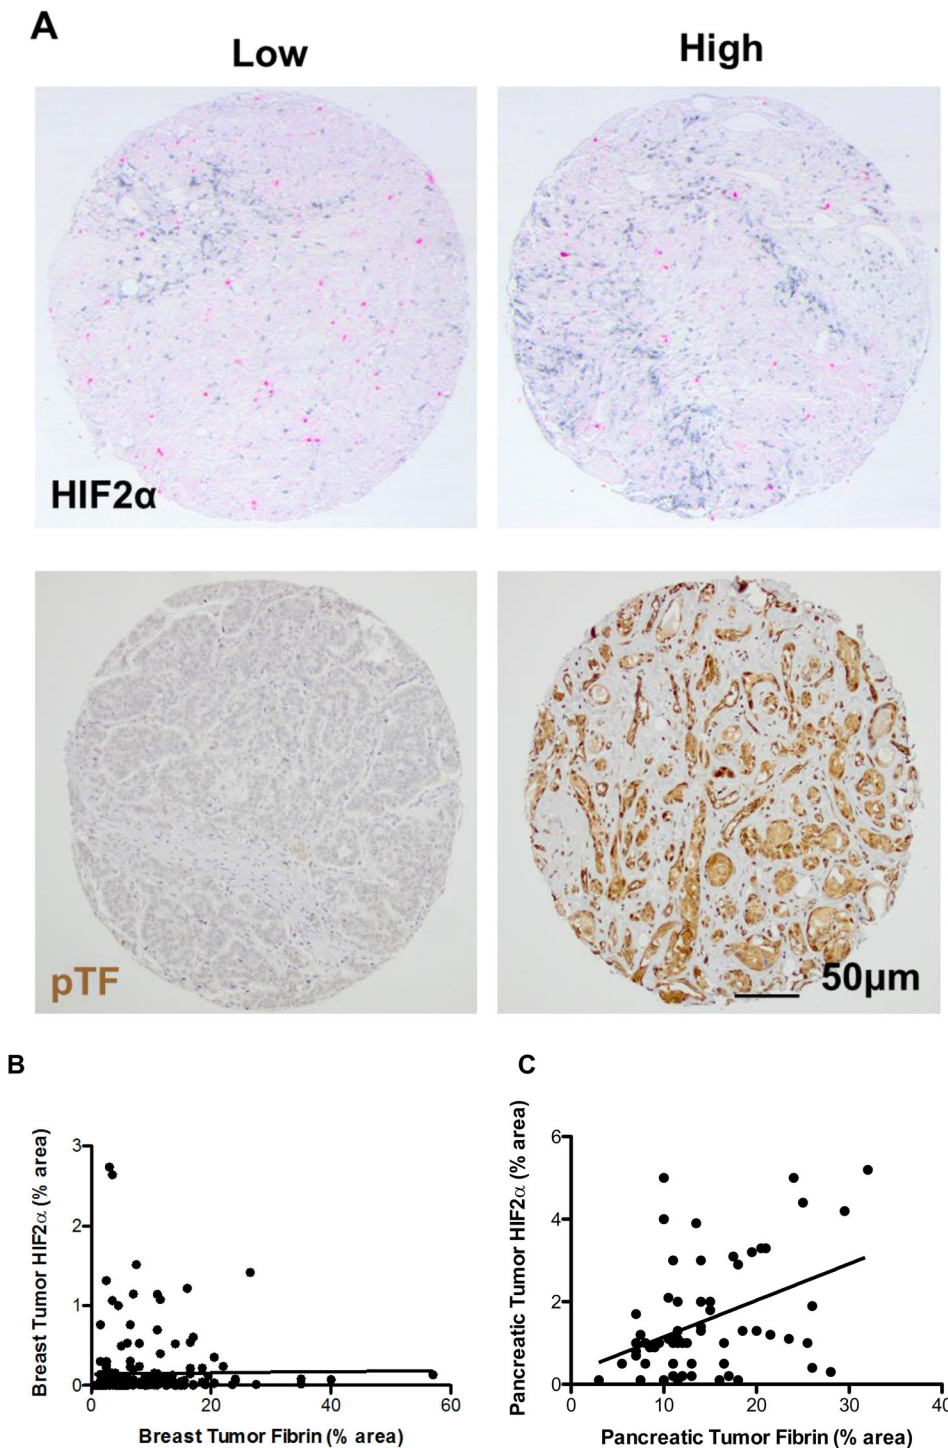 A
Low
High
HIF2α
pTF
50μm
B
C
3
2
1
0
0
20
40
60
Breast Tumor HIF2α (% area)
Breast Tumor Fibrin (% area)
6
4
2
0
0
10
20
30
40
Pancreatic Tumor HIF2α (% area)
Pancreatic Tumor Fibrin (% area)